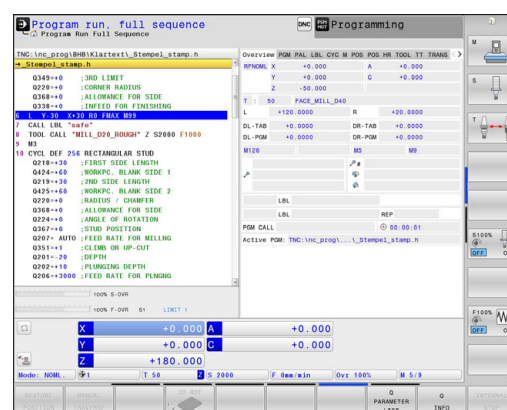 Program run, full sequence
Program Run Full Sequence
DNC
Programming
TNC:\nc_prog\BHB\Klartext\_Stempel_stamp.h
→_Stempel_stamp.h
Q349=+0 ;3RD LIMIT
Q220=+0 ;CORNER RADIUS
Q368=+0 ;ALLOWANCE FOR SIDE
Q338=+0 ;INFEED FOR FINISHING
6 L Y-30 X+30 R0 FMAX M99
7 CALL LBL "safe"
8 TOOL CALL "MILL_D20_ROUGH" Z S2000 F1000
9 M3
10 CYCL DEF 256 RECTANGULAR STUD
Q218=+30 ;FIRST SIDE LENGTH
Q424=+60 ;WORKPC. BLANK SIDE 1
Q219=+30 ;2ND SIDE LENGTH
Q425=+60 ;WORKPC. BLANK SIDE 2
Q220=+0 ;RADIUS / CHAMFER
Q368=+0 ;ALLOWANCE FOR SIDE
Q224=+0 ;ANGLE OF ROTATION
Q367=+0 ;STUD POSITION
Q207= AUTO ;FEED RATE FOR MILLNG
Q351=+1 ;CLIMB OR UP-CUT
Q201=-20 ;DEPTH
Q202=+10 ;PLUNGING DEPTH
Q206=+3000 ;FEED RATE FOR PLNGNG
100% S-OVR
100% F-OVR S1 LIMIT 1
Overview PGM PAL LBL CYC M POS POS HR TOOL TT TRANS
RFNOML X +0.000 A +0.000
Y +0.000 C +0.000
Z -50.000
T : 50 FACE_MILL_D40
L +120.0000 R +20.0000
DL-TAB +0.0000 DR-TAB +0.0000
DL-PGM +0.0000 DR-PGM +0.0000
M126 M5 M9
LBL
LBL REP
PGM CALL 00:00:01
Active PGM: TNC:\nc_prog\...\_Stempel_stamp.h
X +0.000 A +0.000
Y +0.000 C +0.000
Z +180.000
Mode: NOML. 1 T 50 Z S 2000 F 0mm/min Ovr 100% M 5/9
RESTORE POSITION
MANUAL TRAVERSE
3D ROT
Q PARAMETER LIST
Q INFO
INTERNAL STOP
M
S
T
S100%
OFF
F100%
OFF